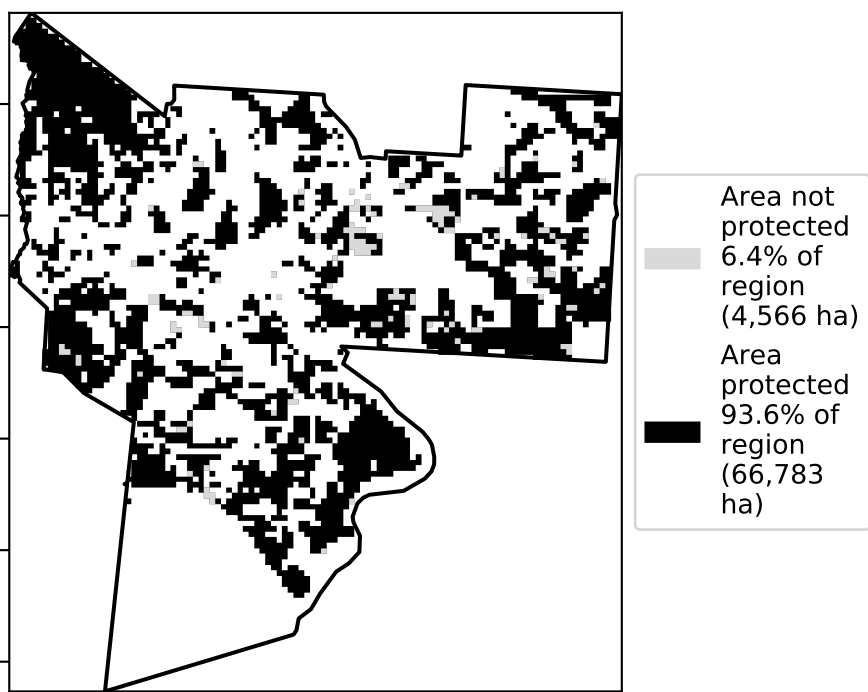 Area not
protected
6.4% of
region
(4,566 ha)
Area
protected
93.6% of
region
(66,783
ha)